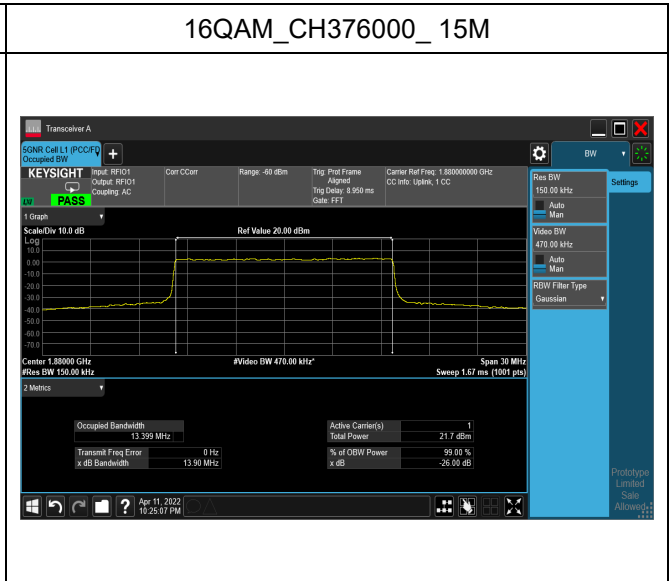 16QAM_CH376000_ 15M
Transceiver A
5GNR Cell L1 (PCC/FD
Occupied BW
BW
KEYSIGHT
LU
PASS
Input: RFIO1
Output: RFIO1
Coupling: AC
Corr CCorr
Range: -60 dBm
Trig: Prot Frame
Aligned
Trig Delay: 8.950 ms
Gate: FFT
Carrier Ref Freq: 1.880000000 GHz
CC Info: Uplink, 1 CC
1 Graph
Scale/Div 10.0 dB
Ref Value 20.00 dBm
Log
10.0
0.00
-10.0
-20.0
-30.0
-40.0
-50.0
-60.0
-70.0
Center 1.88000 GHz
#Video BW 470.00 kHz*
Span 30 MHz
#Res BW 150.00 kHz
Sweep 1.67 ms (1001 pts)
2 Metrics
Occupied Bandwidth
13.399 MHz
Transmit Freq Error 0 Hz
x dB Bandwidth 13.90 MHz
Active Carrier(s) 1
Total Power 21.7 dBm
% of OBW Power 99.00 %
x dB -26.00 dB
Res BW
150.00 kHz
Auto
Man
Video BW
470.00 kHz
Auto
Man
RBW Filter Type
Gaussian
Settings
Prototype
Limited
Sale
Allowed
?
Apr 11, 2022
10:25:07 PM